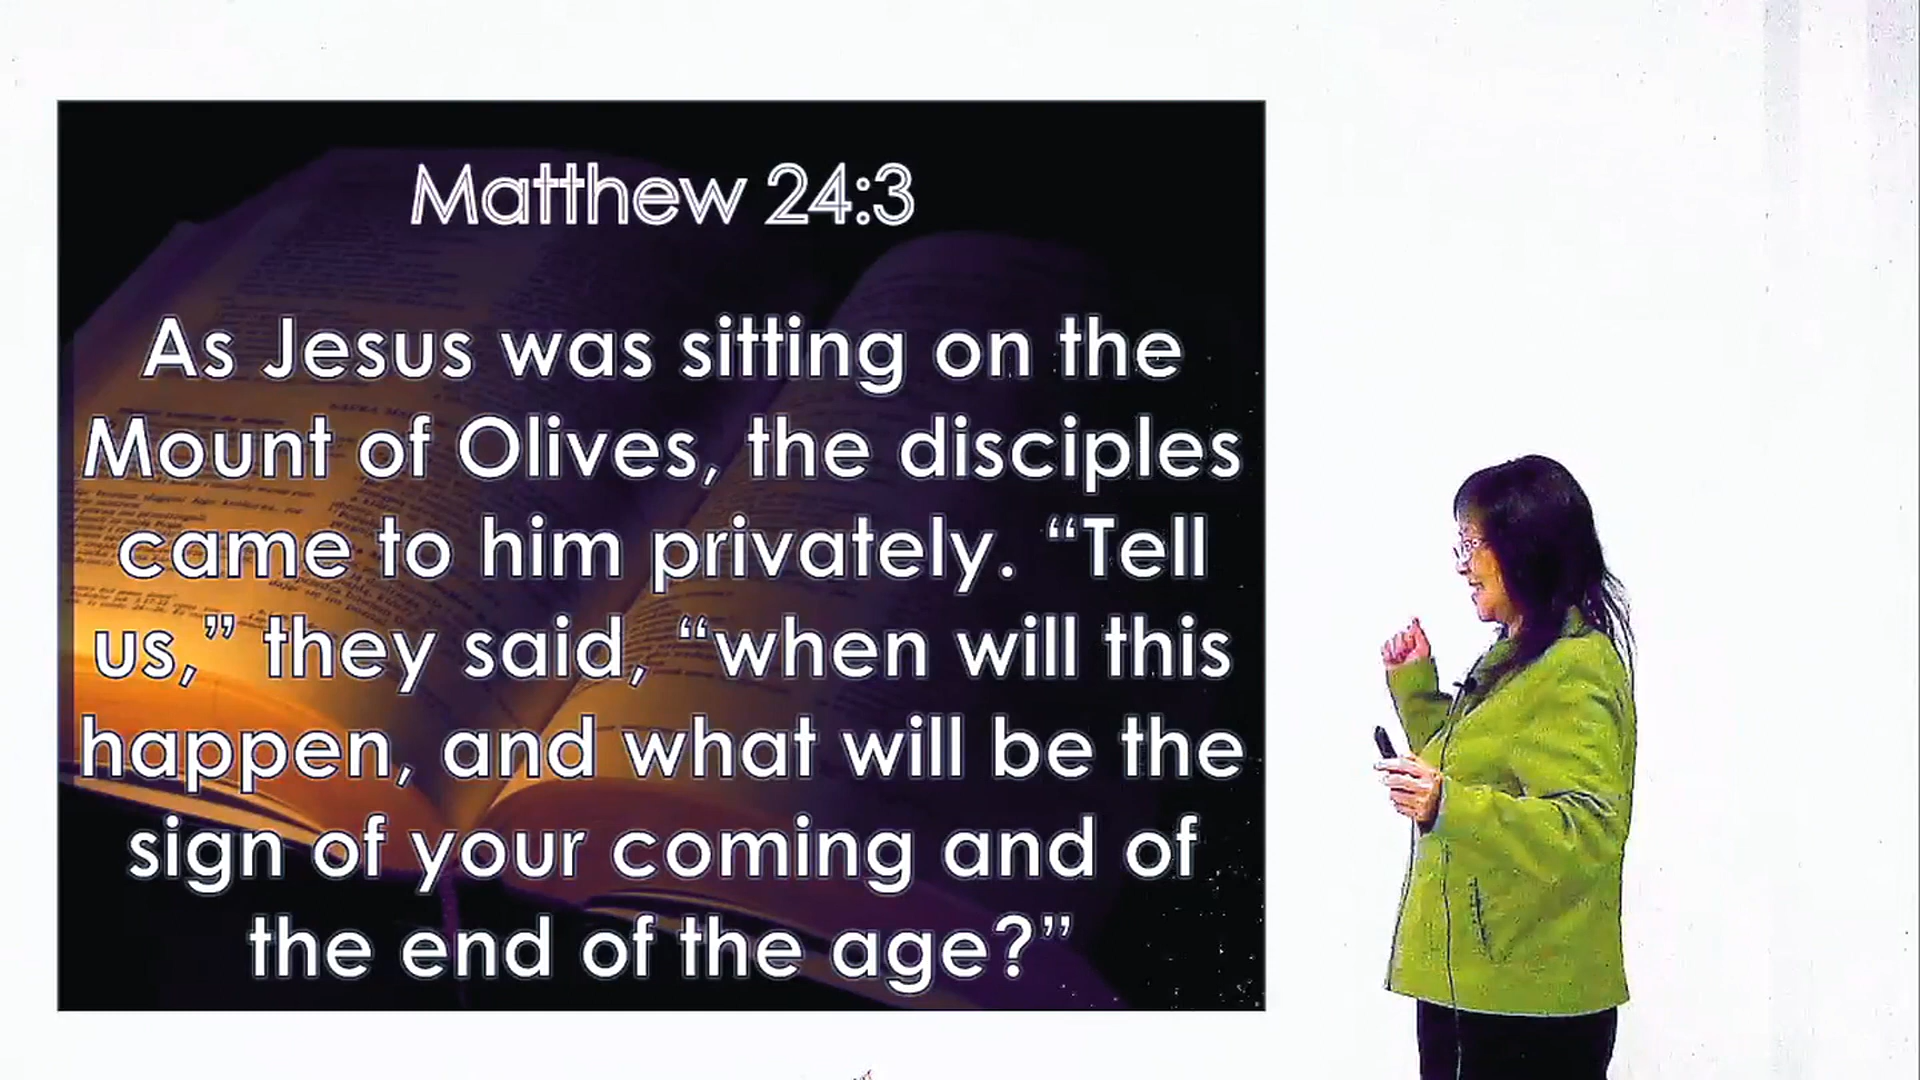 Matthew 24:3
As Jesus was sitting on the
Mount of Olives, the disciples
came to him privately. “Tell
us,” they said, “when will this
happen, and what will be the
sign of your coming and of
the end of the age?”